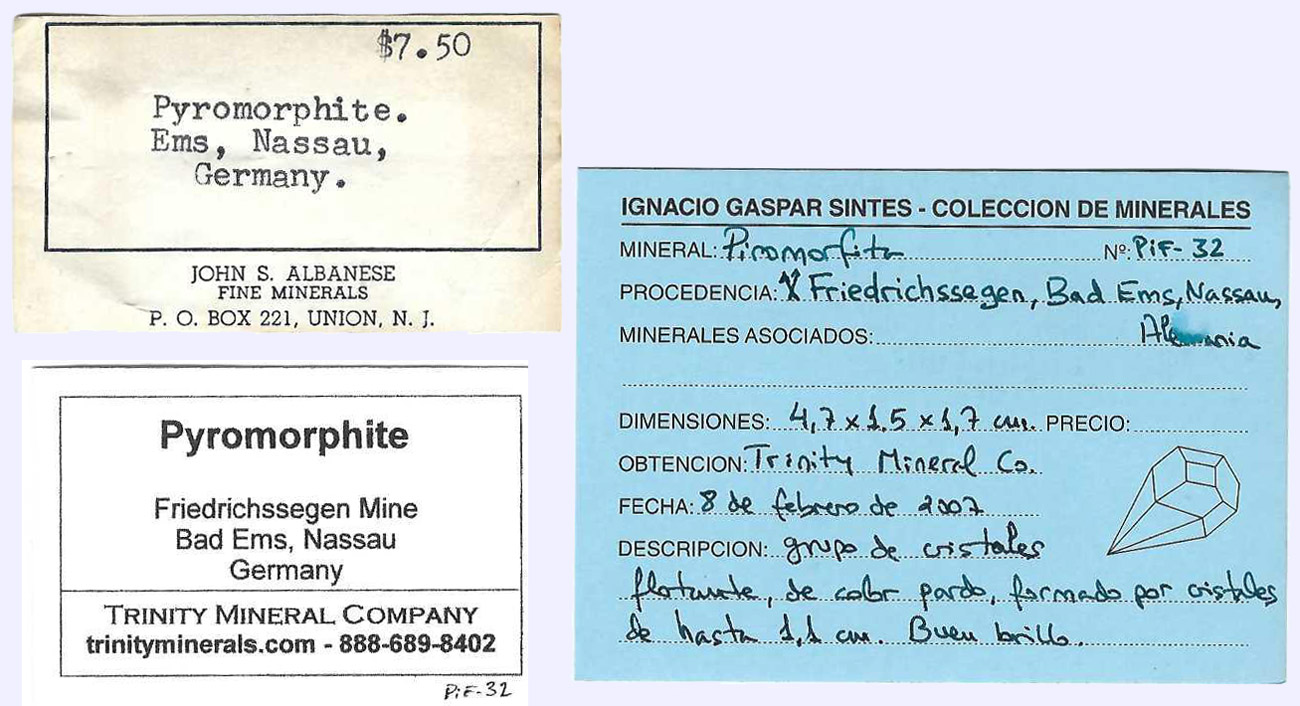 $7.50
Pyromorphite.
Ems, Nassau,
Germany.
JOHN S. ALBANESE
FINE MINERALS
P. O. BOX 221, UNION, N. J.
Pyromorphite
Friedrichssegen Mine
Bad Ems, Nassau
Germany
TRINITY MINERAL COMPANY
trinityminerals.com - 888-689-8402
PiF-32
IGNACIO GASPAR SINTES - COLECCION DE MINERALES
MINERAL: Piromorfita Nº: PiF-32
PROCEDENCIA: Friedrichssegen, Bad Ems, Nassau,
MINERALES ASOCIADOS: Alemania
DIMENSIONES: 4,7 x 1.5 x 1,7 cm. PRECIO:
OBTENCION: Trinity Mineral Co.
FECHA: 8 de febrero de 2007
DESCRIPCION: grupo de cristales
flotante, de color pardo, formado por cristales
de hasta 1,1 cm. Buen brillo.